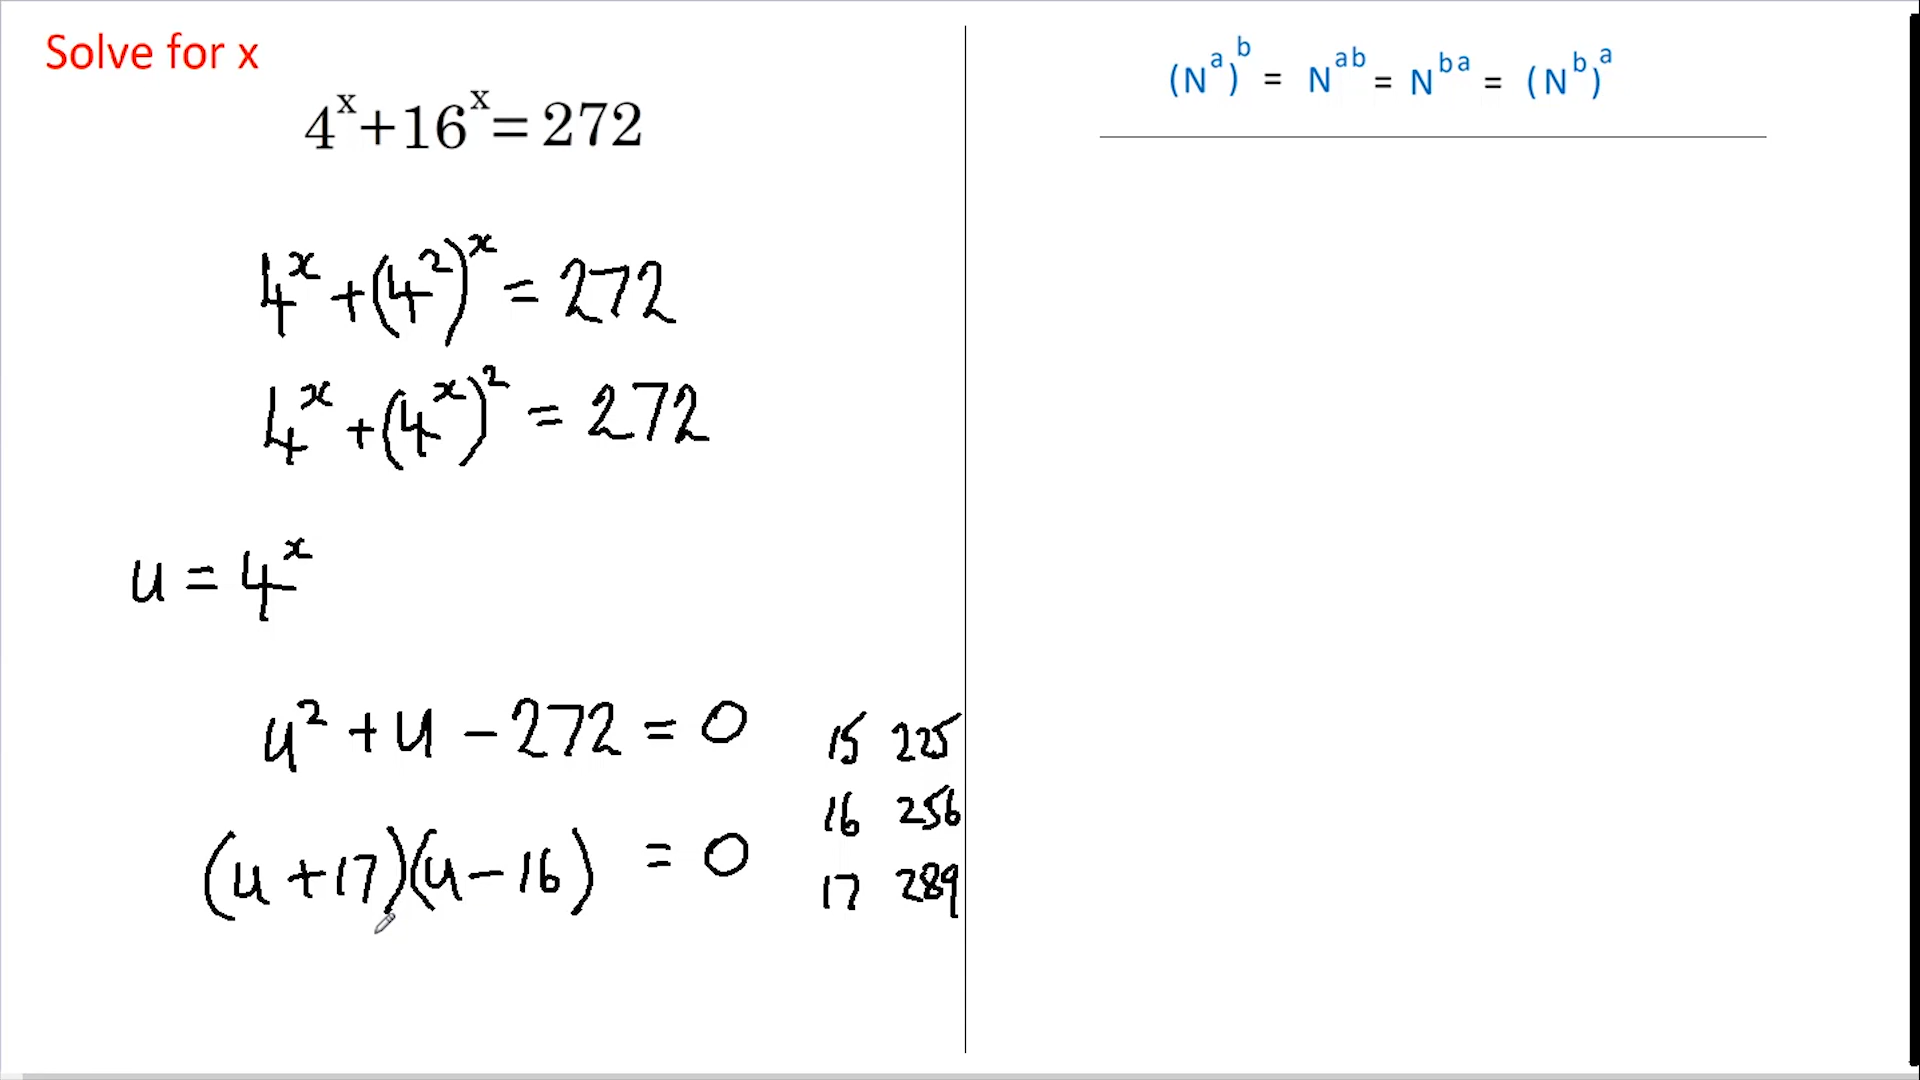 Solve for x
4^x+16^x=272
4^x+(4^2)^x=272
4^x+(4^x)^2=272
u=4^x
u^2+u-272=0
(u+17)(u-16)=0
15 225
16 256
17 289
(N^a)^b = N^ab = N^ba = (N^b)^a